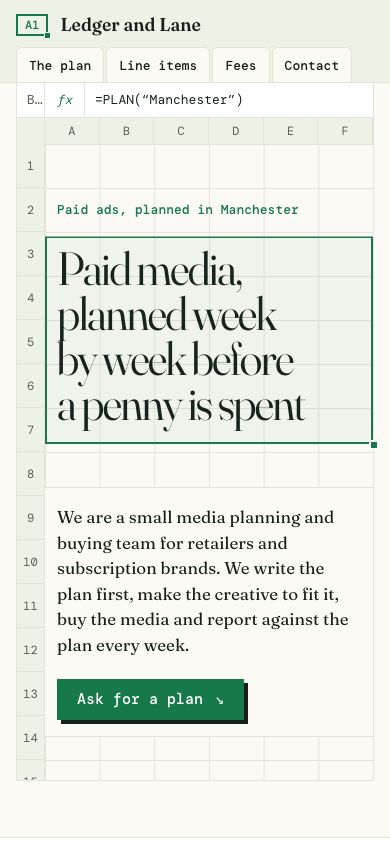 A1 Ledger and Lane
The plan Line items Fees Contact
B… fx =PLAN(“Manchester”)
A B C D E F
1
2 Paid ads, planned in Manchester
3 Paid media,
4 planned week
5 by week before
6 a penny is spent
7
8
9 We are a small media planning and
buying team for retailers and
10 subscription brands. We write the
11 plan first, make the creative to fit it,
buy the media and report against the
12 plan every week.
13 Ask for a plan ↘
14
15